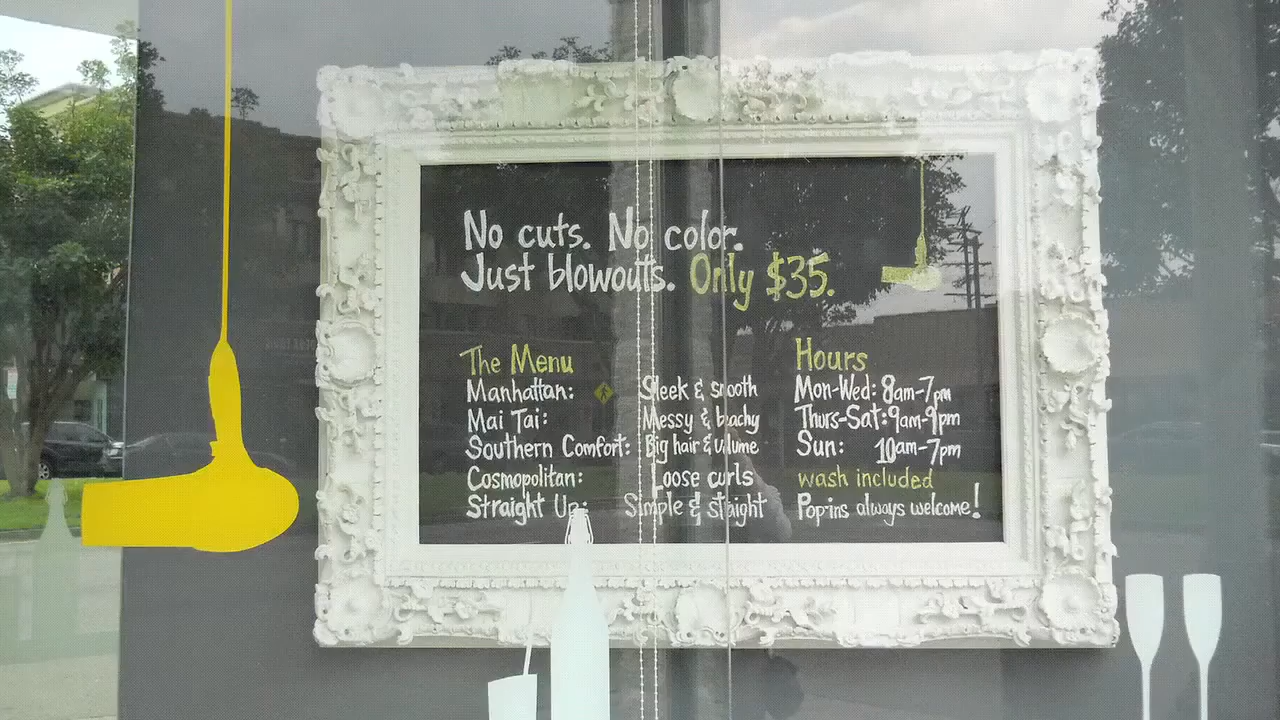 No cuts. No color.
Just blowouts. Only $35.
The Menu
Manhattan: Sleek & smooth
Mai Tai: Messy & beachy
Southern Comfort: Big hair & volume
Cosmopolitan: Loose curls
Straight Up: Simple & straight
Hours
Mon-Wed: 8am-7pm
Thurs-Sat: 9am-9pm
Sun: 10am-7pm
wash included
Pop-ins always welcome!